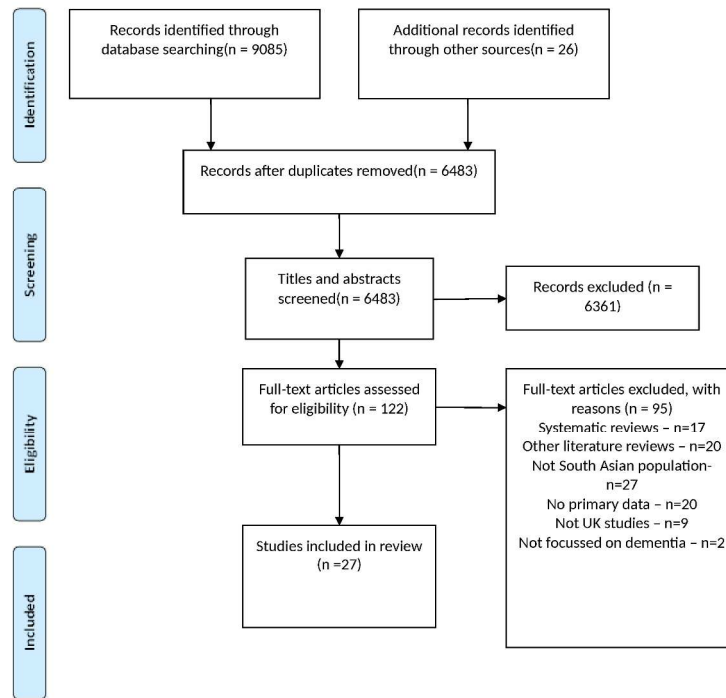 Identification
Records identified through
database searching(n = 9085)
Additional records identified
through other sources(n = 26)
Records after duplicates removed(n = 6483)
Screening
Titles and abstracts
screened(n = 6483)
Records excluded (n =
6361)
Eligibility
Full-text articles assessed
for eligibility (n = 122)
Full-text articles excluded, with
reasons (n = 95)
Systematic reviews – n=17
Other literature reviews – n=20
Not South Asian population-
n=27
No primary data – n=20
Not UK studies – n=9
Not focussed on dementia – n=2
Included
Studies included in review
(n =27)